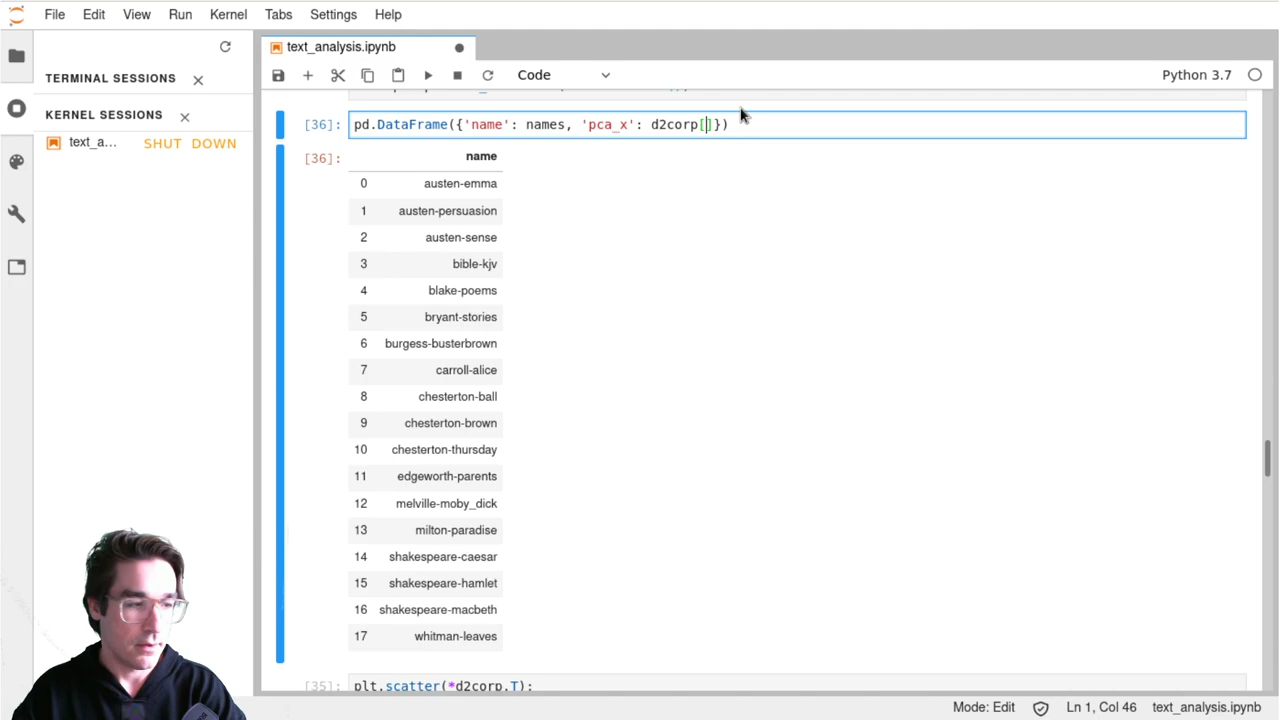 File Edit View Run Kernel Tabs Settings Help
text_analysis.ipynb
TERMINAL SESSIONS
Code
Python 3.7
KERNEL SESSIONS
text_a... SHUT DOWN
[36]: pd.DataFrame({'name': names, 'pca_x': d2corp[]})
[36]: name
0 austen-emma
1 austen-persuasion
2 austen-sense
3 bible-kjv
4 blake-poems
5 bryant-stories
6 burgess-busterbrown
7 carroll-alice
8 chesterton-ball
9 chesterton-brown
10 chesterton-thursday
11 edgeworth-parents
12 melville-moby_dick
13 milton-paradise
14 shakespeare-caesar
15 shakespeare-hamlet
16 shakespeare-macbeth
17 whitman-leaves
[35]: plt.scatter(*d2corp.T);
Mode: Edit Ln 1, Col 46 text_analysis.ipynb